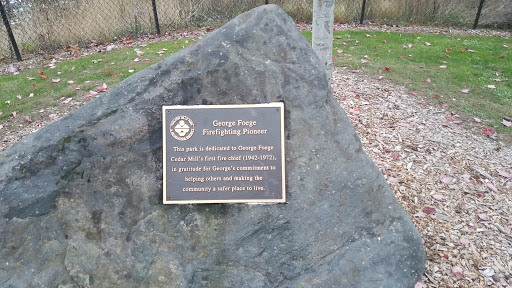 George Foege
Firefighting Pioneer
This park is dedicated to George Foege
Cedar Mill's first fire chief (1942-1972),
in gratitude for George's commitment to
helping others and making the
community a safer place to live.